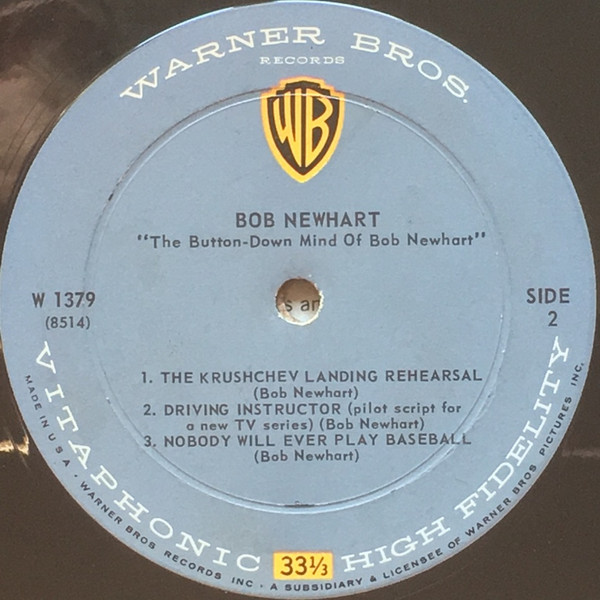 WARNER BROS.
RECORDS
WB
BOB NEWHART
"The Button-Down Mind Of Bob Newhart"
W 1379
(8514)
s an
SIDE
2
1. THE KRUSHCHEV LANDING REHEARSAL
(Bob Newhart)
2. DRIVING INSTRUCTOR (pilot script for
a new TV series) (Bob Newhart)
3. NOBODY WILL EVER PLAY BASEBALL
(Bob Newhart)
VITAPHONIC HIGH FIDELITY
33⅓
MADE IN U.S.A. · WARNER BROS. RECORDS INC. · A SUBSIDIARY & LICENSEE OF WARNER BROS. PICTURES INC.